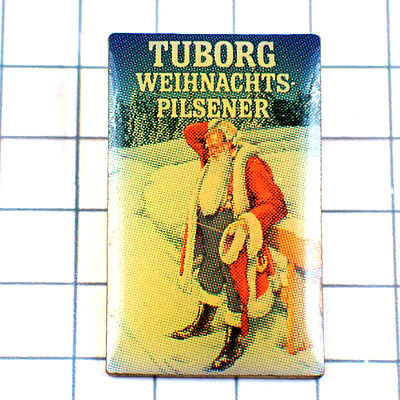 TUBORG
WEIHNACHTS-
PILSENER